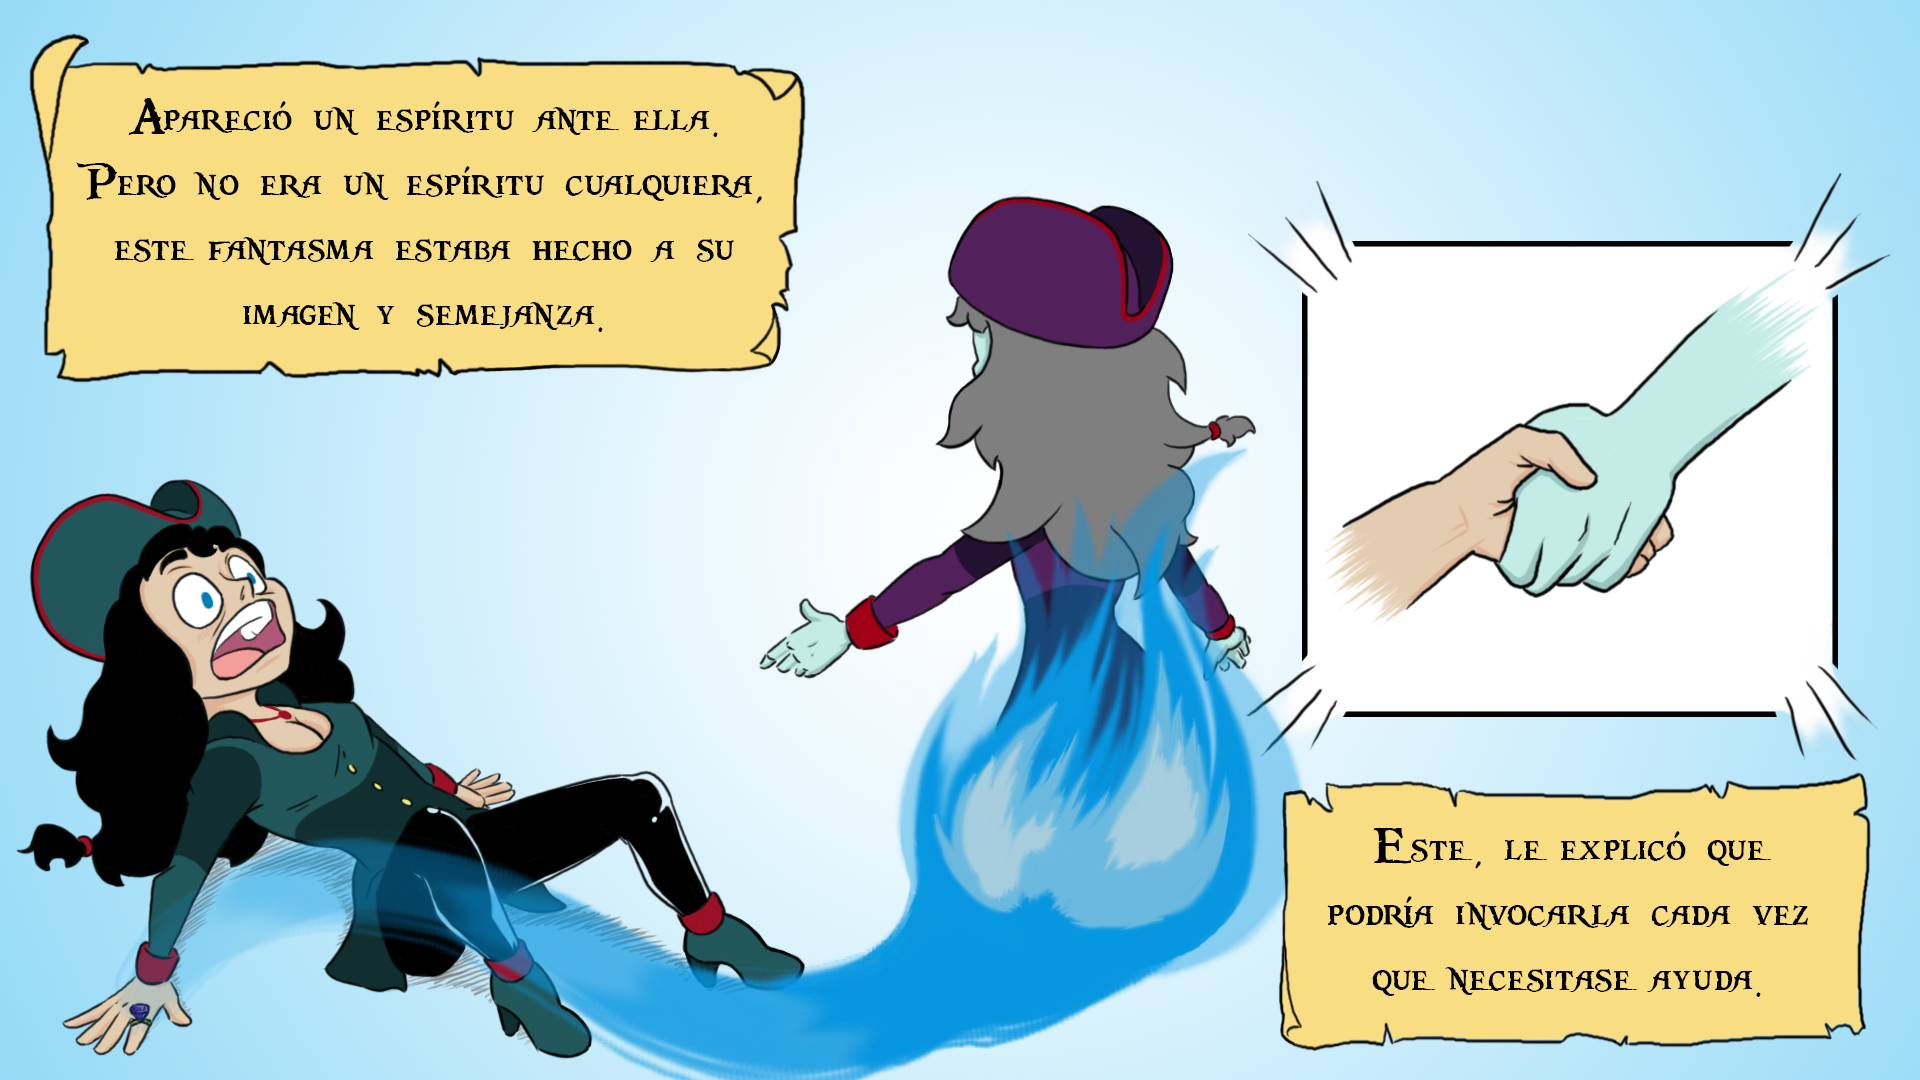 Apareció un espíritu ante ella.
Pero no era un espíritu cualquiera,
este fantasma estaba hecho a su
imagen y semejanza.
Este, le explicó que
podría invocarla cada vez
que necesitase ayuda.